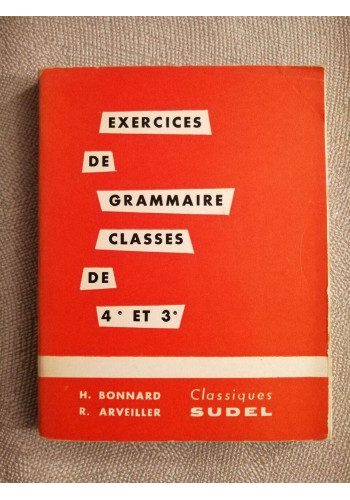 EXERCICES
DE
GRAMMAIRE
CLASSES
DE
4e ET 3e
H. BONNARD
R. ARVEILLER
Classiques
SUDEL